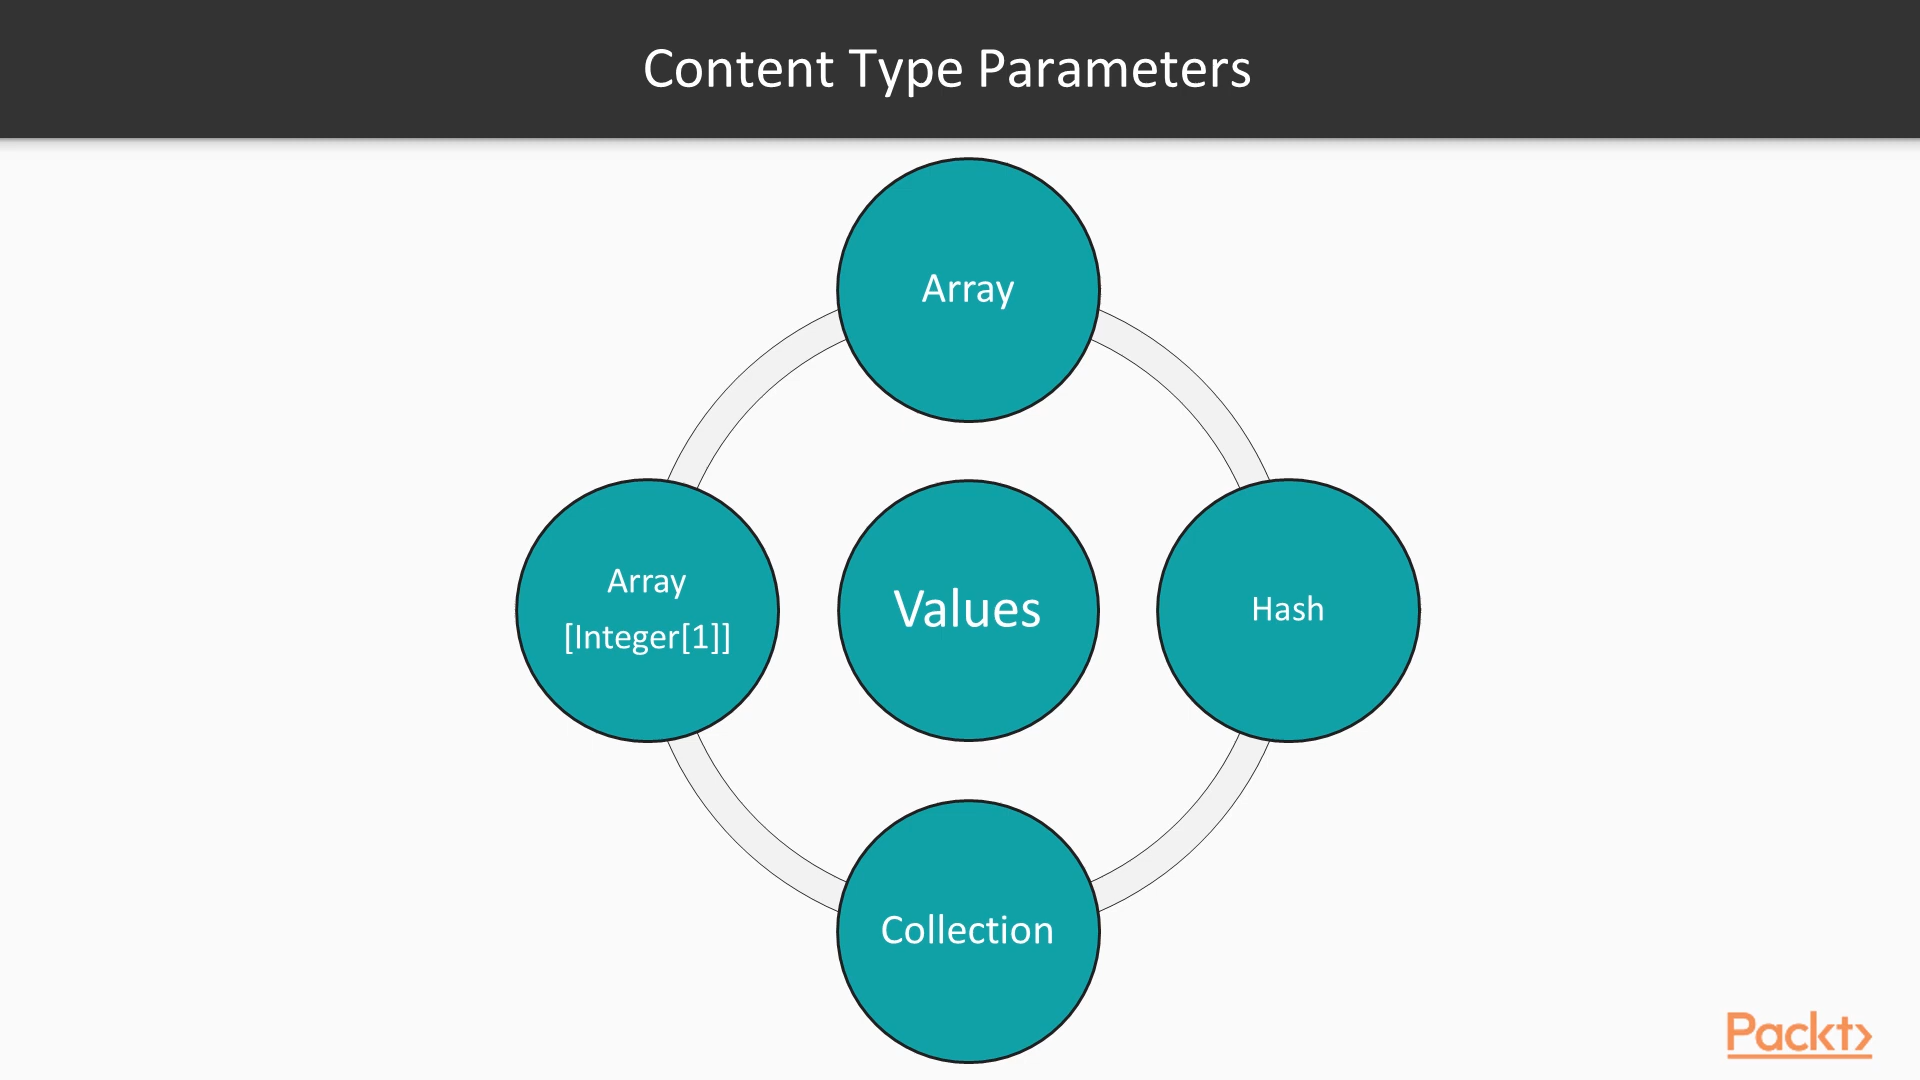 Content Type Parameters
Array
Array
[Integer[1]]
Values
Hash
Collection
Packt>